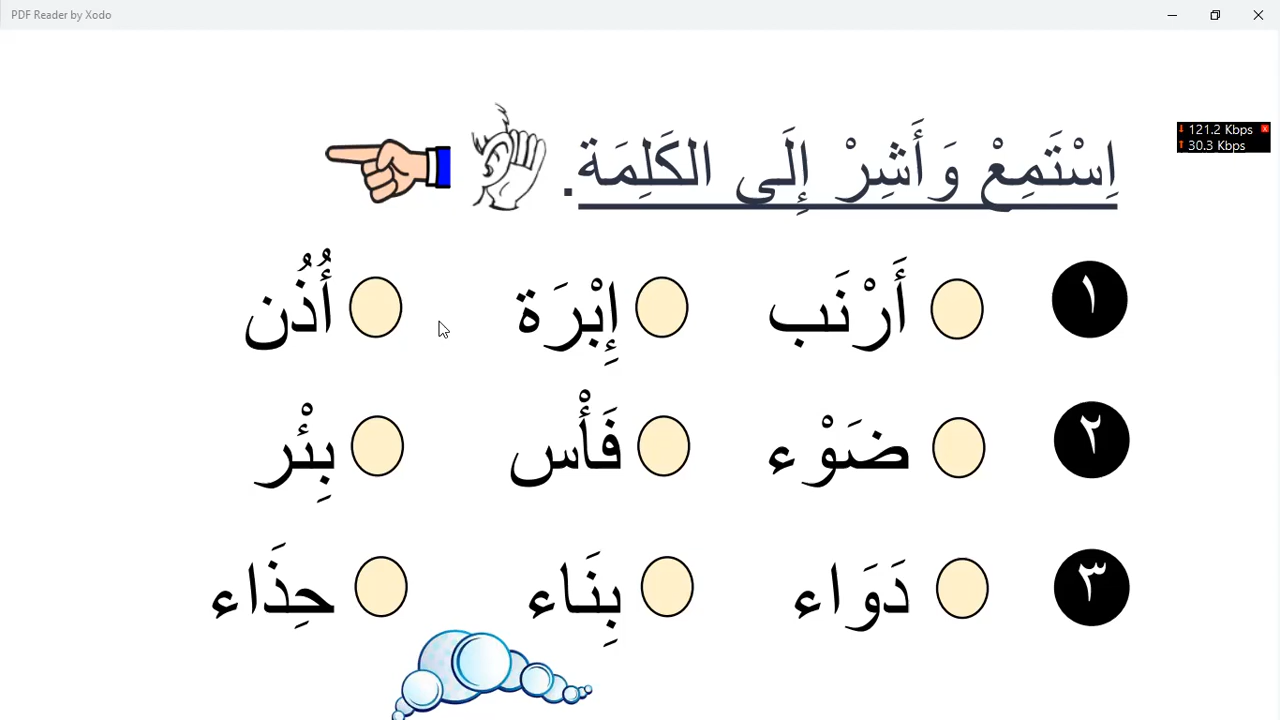 PDF Reader by Xodo
121.2 Kbps
30.3 Kbps
اِسْتَمِعْ وَأَشِرْ إِلَى الكَلِمَة.
١ أَرْنَب إِبْرَة أُذُن
٢ ضَوْء فَأْس بِئْر
٣ دَوَاء بِنَاء حِذَاء